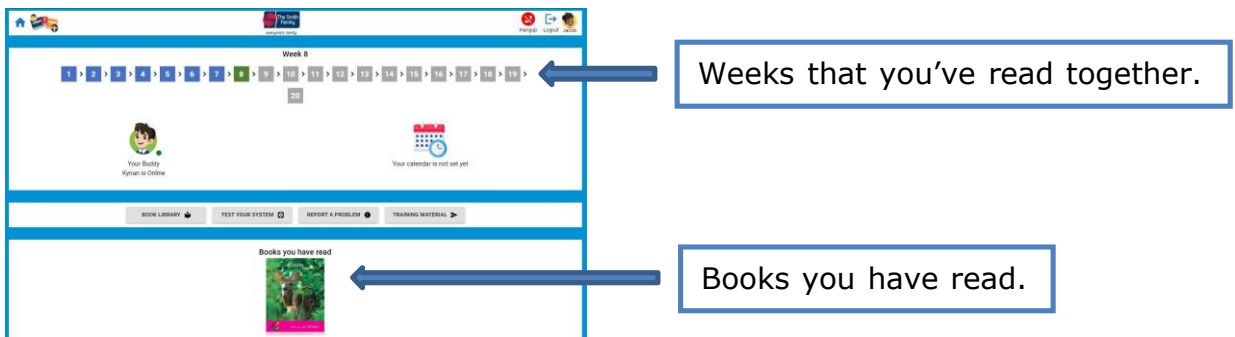 The Smith
Family
everyone's family
Hangup Logout Jacob
Week 8
1 > 2 > 3 > 4 > 5 > 6 > 7 > 8 > 9 > 10 > 11 > 12 > 13 > 14 > 15 > 16 > 17 > 18 > 19 >
20
Weeks that you've read together.
Your Buddy
Kynan is Online
Your calendar is not set yet
BOOK LIBRARY TEST YOUR SYSTEM REPORT A PROBLEM TRAINING MATERIAL
Books you have read
Books you have read.